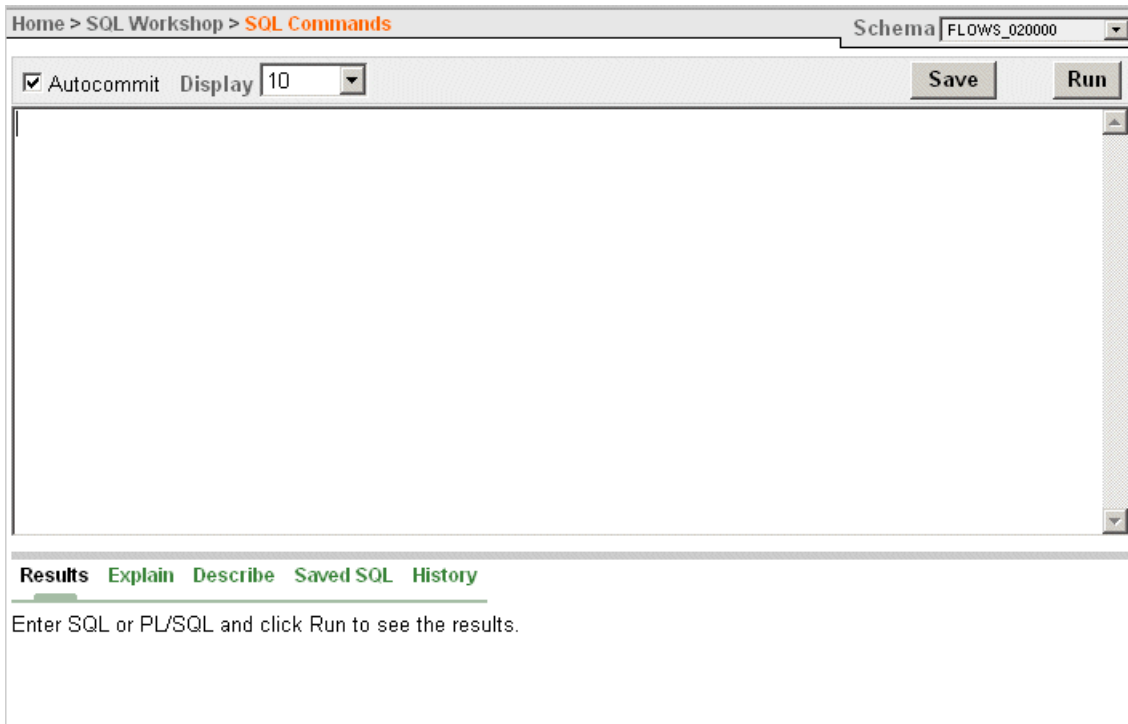 Home > SQL Workshop > SQL Commands
Schema FLOWS_020000
Autocommit Display 10 Save Run
Results Explain Describe Saved SQL History
Enter SQL or PL/SQL and click Run to see the results.